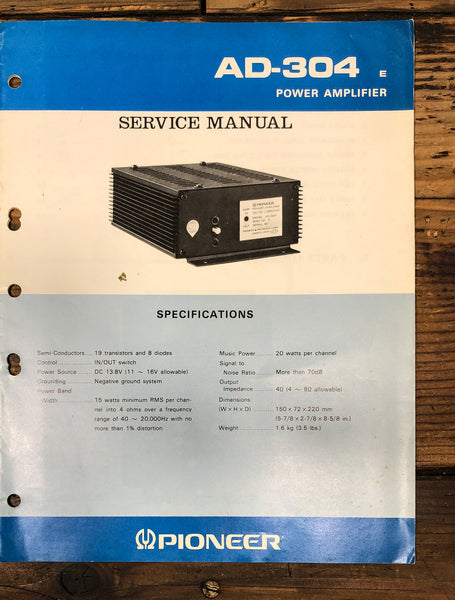 AD-304 E
POWER AMPLIFIER
SERVICE MANUAL
PIONEER
SPECIFICATIONS
Semi-Conductors .. 19 transistors and 8 diodes
Control ........ IN/OUT switch
Power Source .... DC 13.8V (11 ~ 16V allowable)
Grounding ....... Negative ground system
Power Band
Width ......... 15 watts minimum RMS per chan-
nel into 4 ohms over a frequency
range of 40 ~ 20,000Hz with no
more than 1% distortion
Music Power ...... 20 watts per channel
Signal to
Noise Ratio ..... More than 70dB
Output
Impedance ...... 4Ω (4 ~ 8Ω allowable)
Dimensions
(W × H × D) ..... 150 × 72 × 220 mm
(5-7/8 × 2-7/8 × 8-5/8 in.)
Weight .......... 1.6 kg (3.5 lbs.)
PIONEER